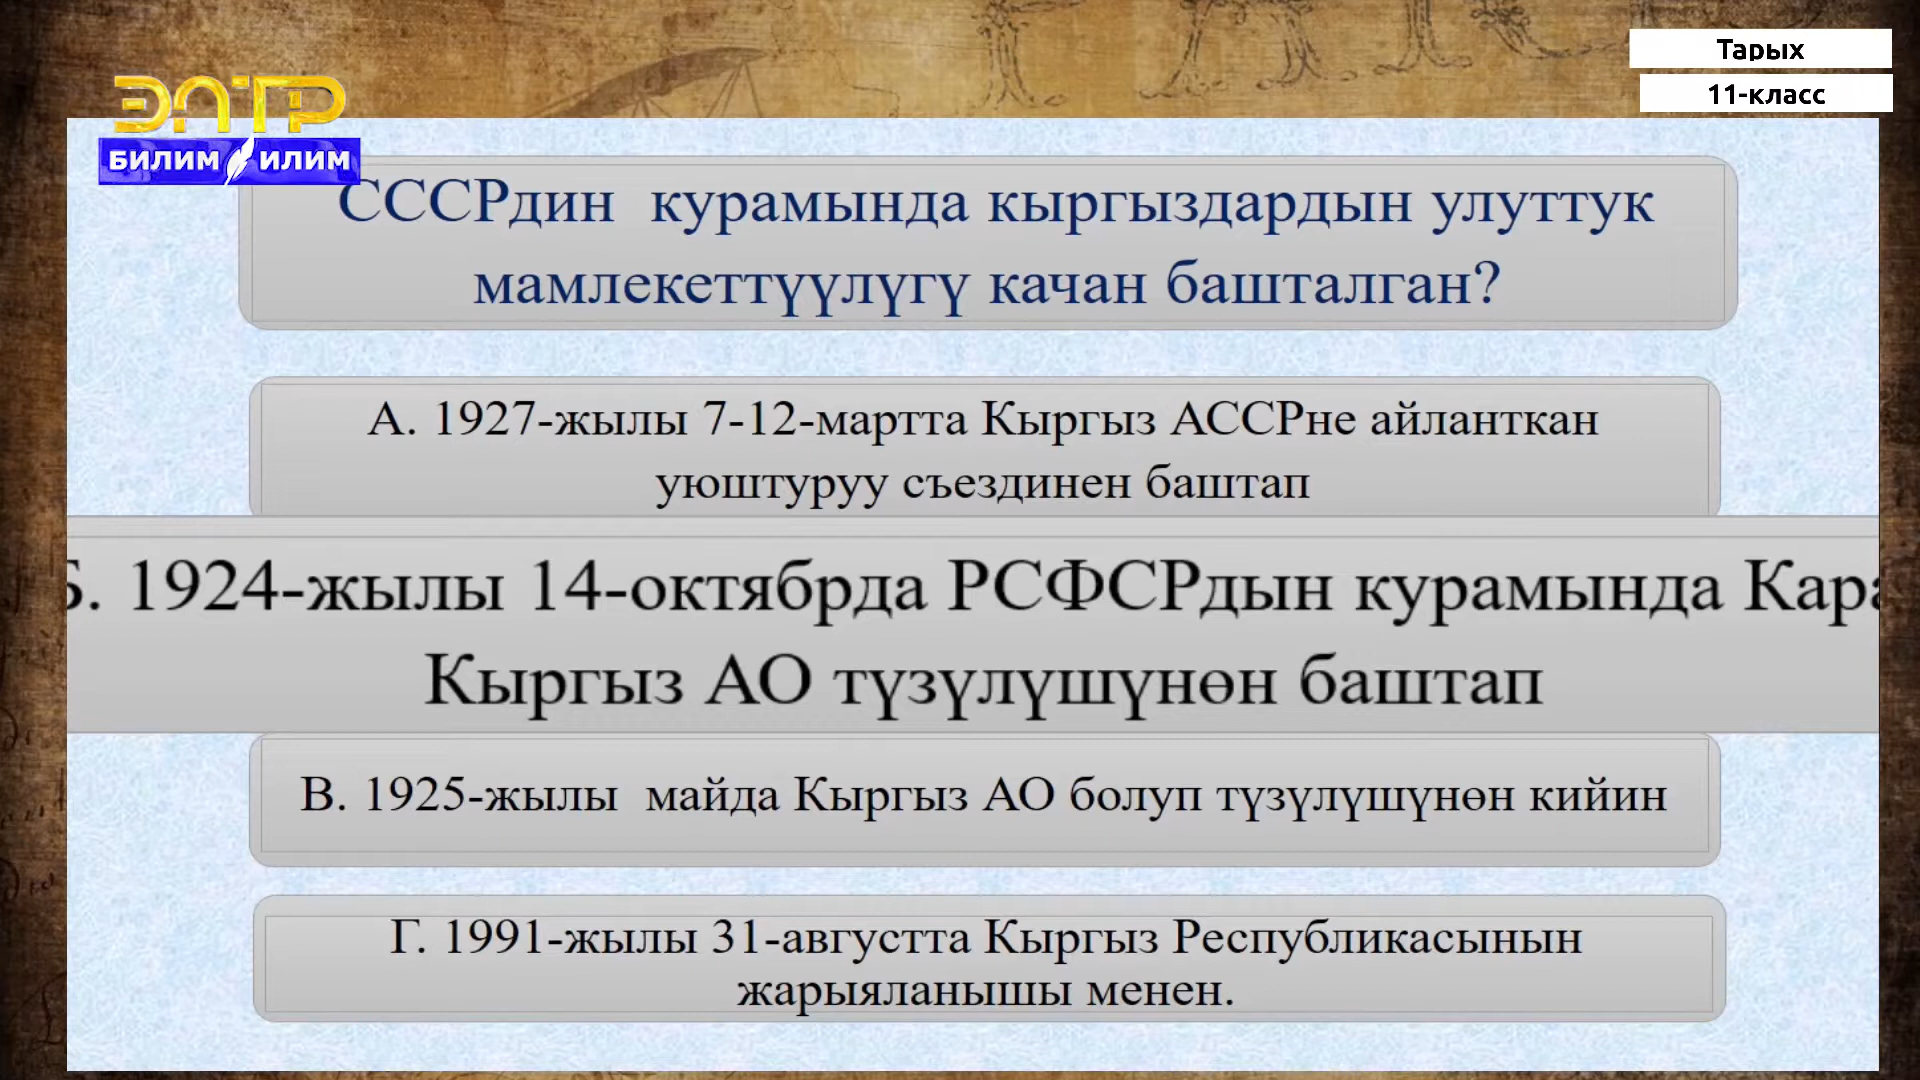 Тарых
11-класс
ЭЛТР
БИЛИМ ИЛИМ
СССРдин курамында кыргыздардын улуттук
мамлекеттүүлүгү качан башталган?
А. 1927-жылы 7-12-мартта Кыргыз АССРне айланткан
уюштуруу съездинен баштап
Б. 1924-жылы 14-октябрда РСФСРдын курамында Кара
Кыргыз АО түзүлүшүнөн баштап
В. 1925-жылы майда Кыргыз АО болуп түзүлүшүнөн кийин
Г. 1991-жылы 31-августта Кыргыз Республикасынын
жарыяланышы менен.